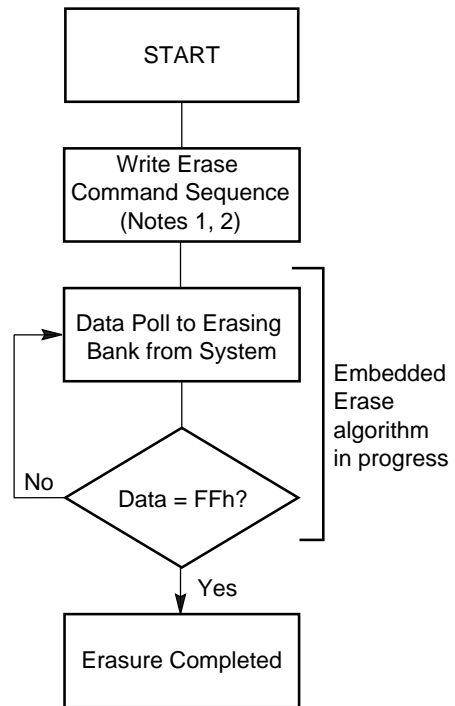 START
Write Erase
Command Sequence
(Notes 1, 2)
Data Poll to Erasing
Bank from System
Embedded
Erase
algorithm
in progress
No
Data = FFh?
Yes
Erasure Completed